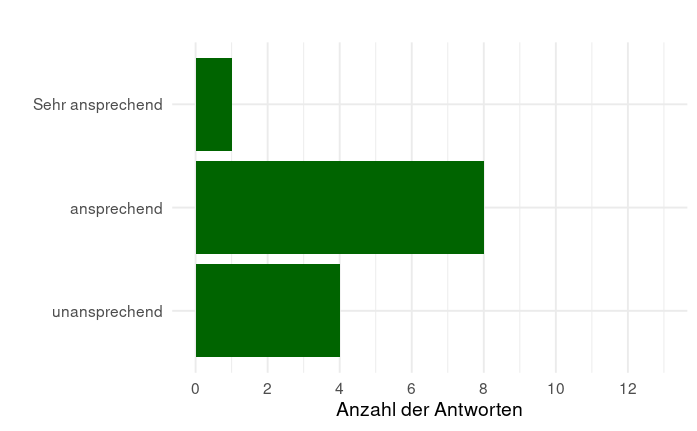 Sehr ansprechend
ansprechend
unansprechend
0 2 4 6 8 10 12
Anzahl der Antworten